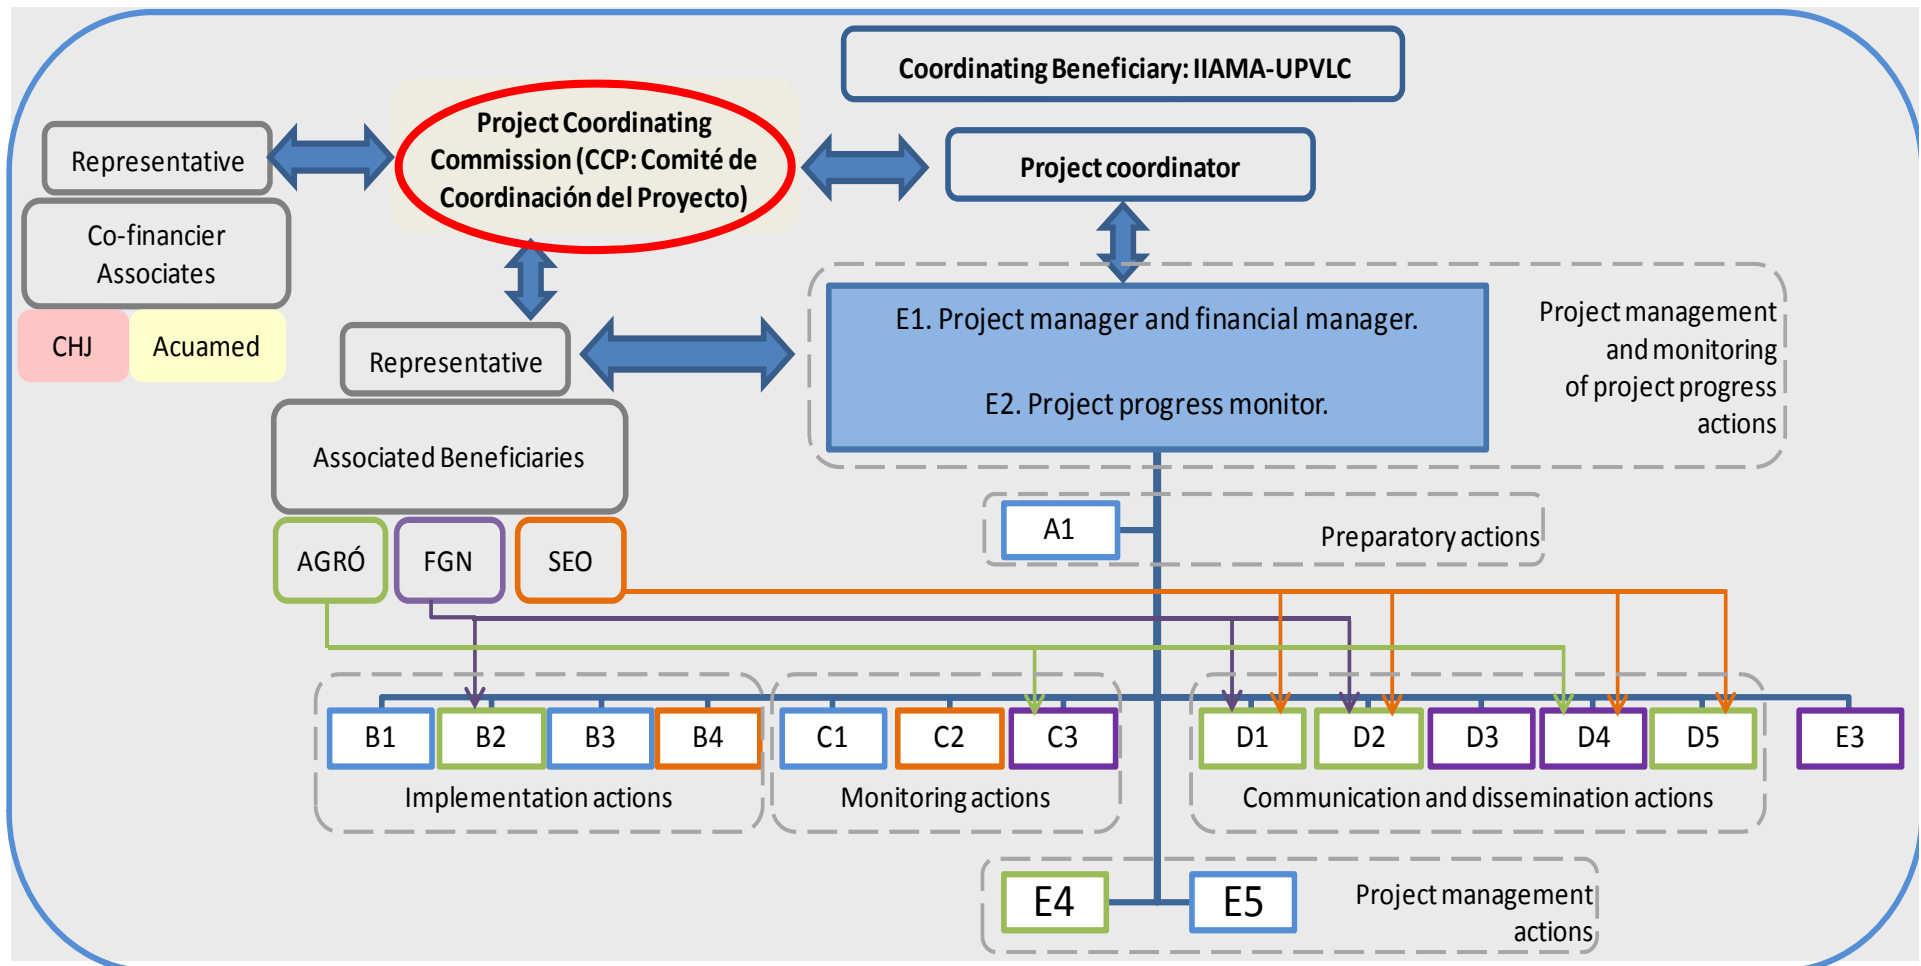 Coordinating Beneficiary: IIAMA-UPVLC
Project Coordinating
Commission (CCP: Comité de
Coordinación del Proyecto)
Representative
Project coordinator
Co-financier
Associates
CHJ
Acuamed
Representative
E1. Project manager and financial manager.
E2. Project progress monitor.
Project management
and monitoring
of project progress
actions
Associated Beneficiaries
AGRÓ
FGN
SEO
A1
Preparatory actions
B1
B2
B3
B4
Implementation actions
C1
C2
C3
Monitoring actions
D1
D2
D3
D4
D5
Communication and dissemination actions
E3
E4
E5
Project management
actions